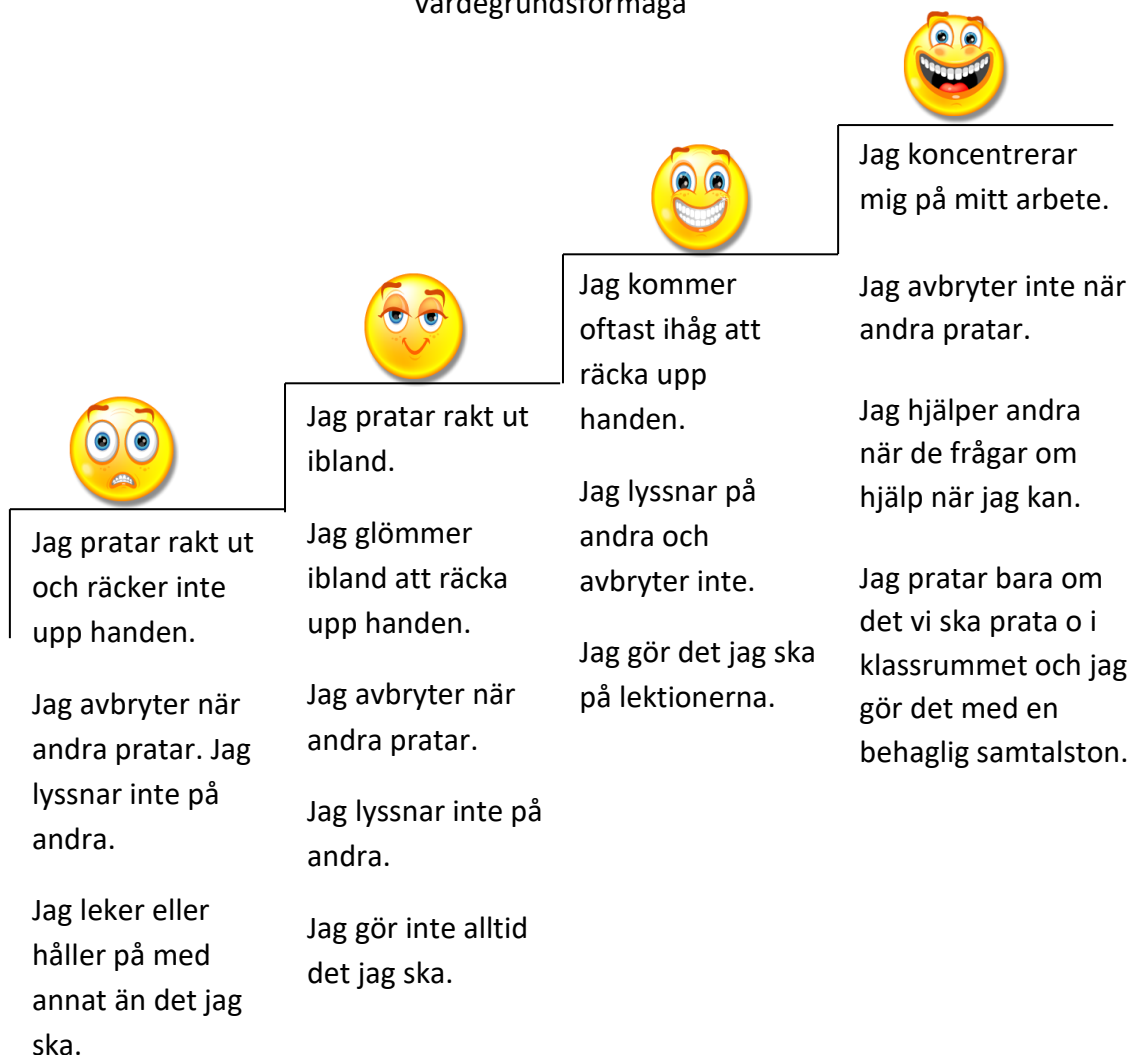 Värdegrundsförmåga
Jag pratar rakt ut
och räcker inte
upp handen.
Jag avbryter när
andra pratar. Jag
lyssnar inte på
andra.
Jag leker eller
håller på med
annat än det jag
ska.
Jag pratar rakt ut
ibland.
Jag glömmer
ibland att räcka
upp handen.
Jag avbryter när
andra pratar.
Jag lyssnar inte på
andra.
Jag gör inte alltid
det jag ska.
Jag kommer
oftast ihåg att
räcka upp
handen.
Jag lyssnar på
andra och
avbryter inte.
Jag gör det jag ska
på lektionerna.
Jag koncentrerar
mig på mitt arbete.
Jag avbryter inte när
andra pratar.
Jag hjälper andra
när de frågar om
hjälp när jag kan.
Jag pratar bara om
det vi ska prata o i
klassrummet och jag
gör det med en
behaglig samtalston.